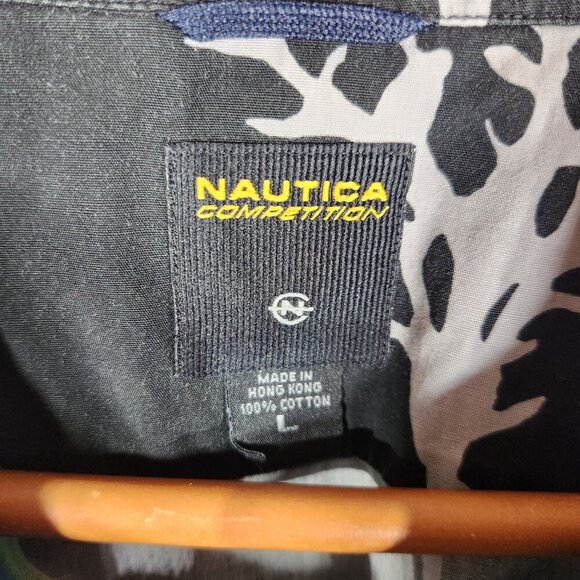 NAUTICA
COMPETITION
N
MADE IN
HONG KONG
100% COTTON
L